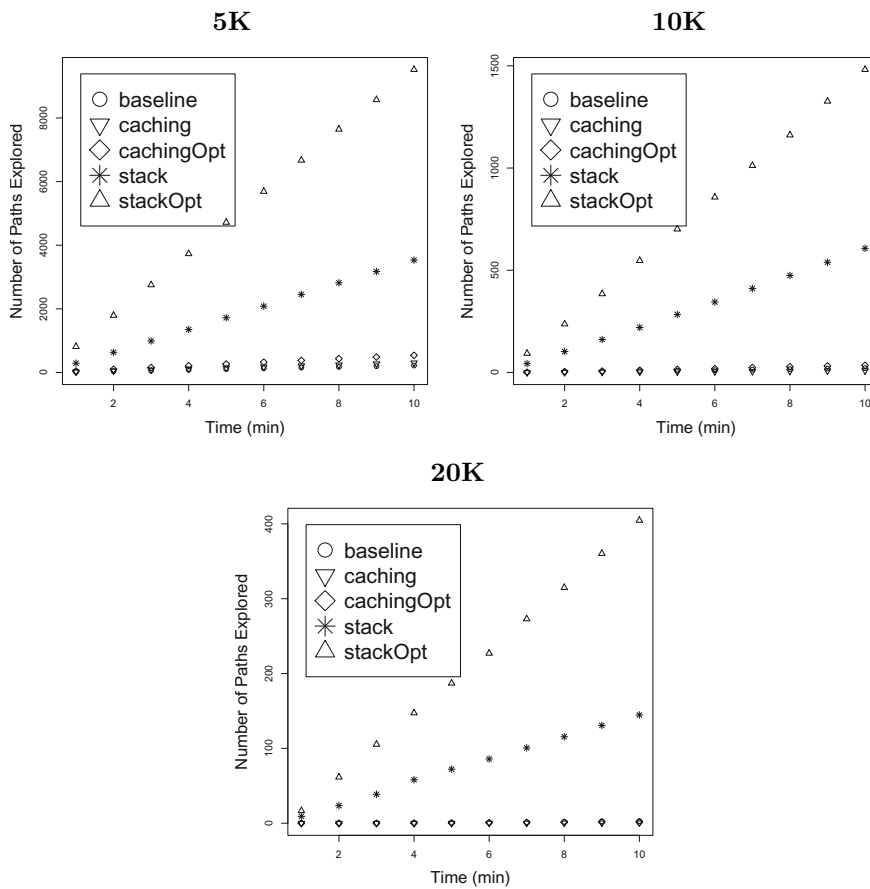 5K
Number of Paths Explored
8000
6000
4000
2000
0
baseline
caching
cachingOpt
stack
stackOpt
2 4 6 8 10
Time (min)
10K
Number of Paths Explored
1500
1000
500
0
baseline
caching
cachingOpt
stack
stackOpt
2 4 6 8 10
Time (min)
20K
Number of Paths Explored
400
300
200
100
0
baseline
caching
cachingOpt
stack
stackOpt
2 4 6 8 10
Time (min)